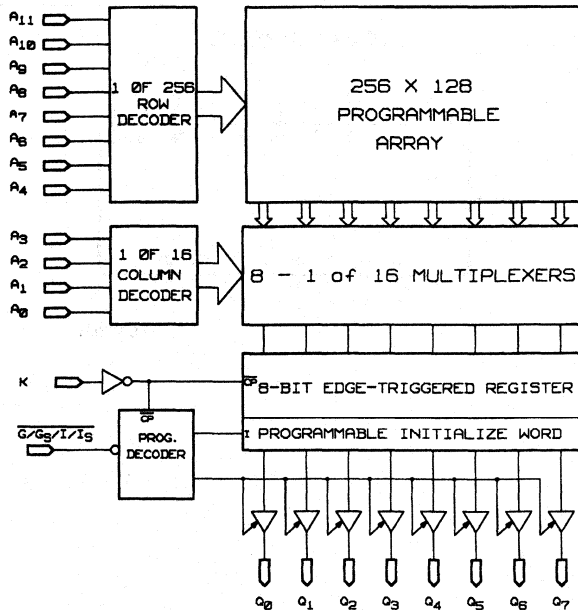 A11
A10
A9
A8
A7
A6
A5
A4
1 OF 256
ROW
DECODER
256 X 128
PROGRAMMABLE
ARRAY
A3
A2
A1
A0
1 OF 16
COLUMN
DECODER
8 - 1 of 16 MULTIPLEXERS
K
CP
CP
8-BIT EDGE-TRIGGERED REGISTER
G/GS/I/IS
PROG.
DECODER
I
PROGRAMMABLE INITIALIZE WORD
Q0
Q1
Q2
Q3
Q4
Q5
Q6
Q7